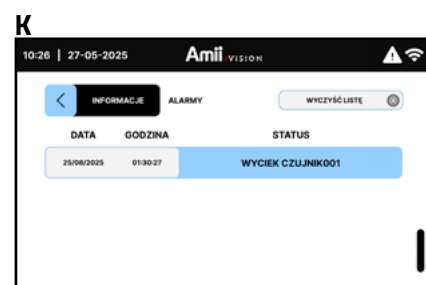 K
10:26 | 27-05-2025 Amii.VISION
INFORMACJE ALARMY WYCZYŚĆ LISTĘ
DATA GODZINA STATUS
25/08/2025 01:30:27 WYCIEK CZUJNIK001